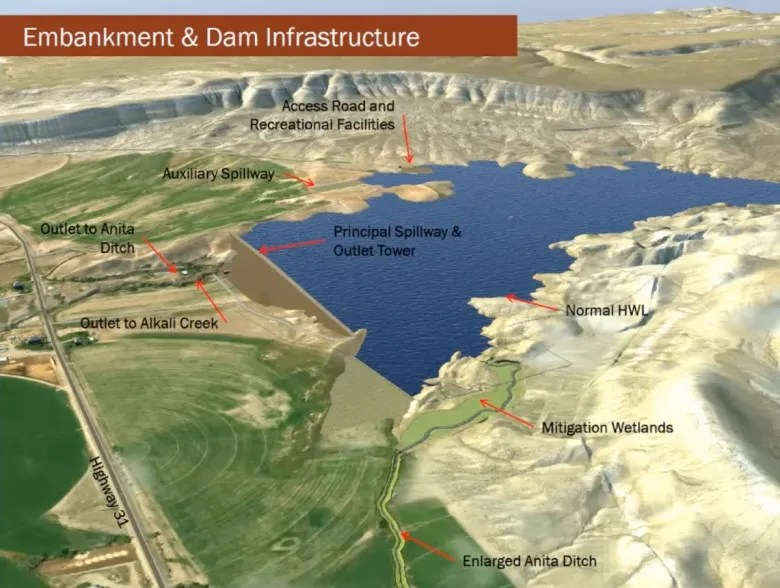 Embankment & Dam Infrastructure
Access Road and
Recreational Facilities
Auxiliary Spillway
Outlet to Anita
Ditch
Principal Spillway &
Outlet Tower
Outlet to Alkali Creek
Normal HWL
Mitigation Wetlands
Highway 31
Enlarged Anita Ditch